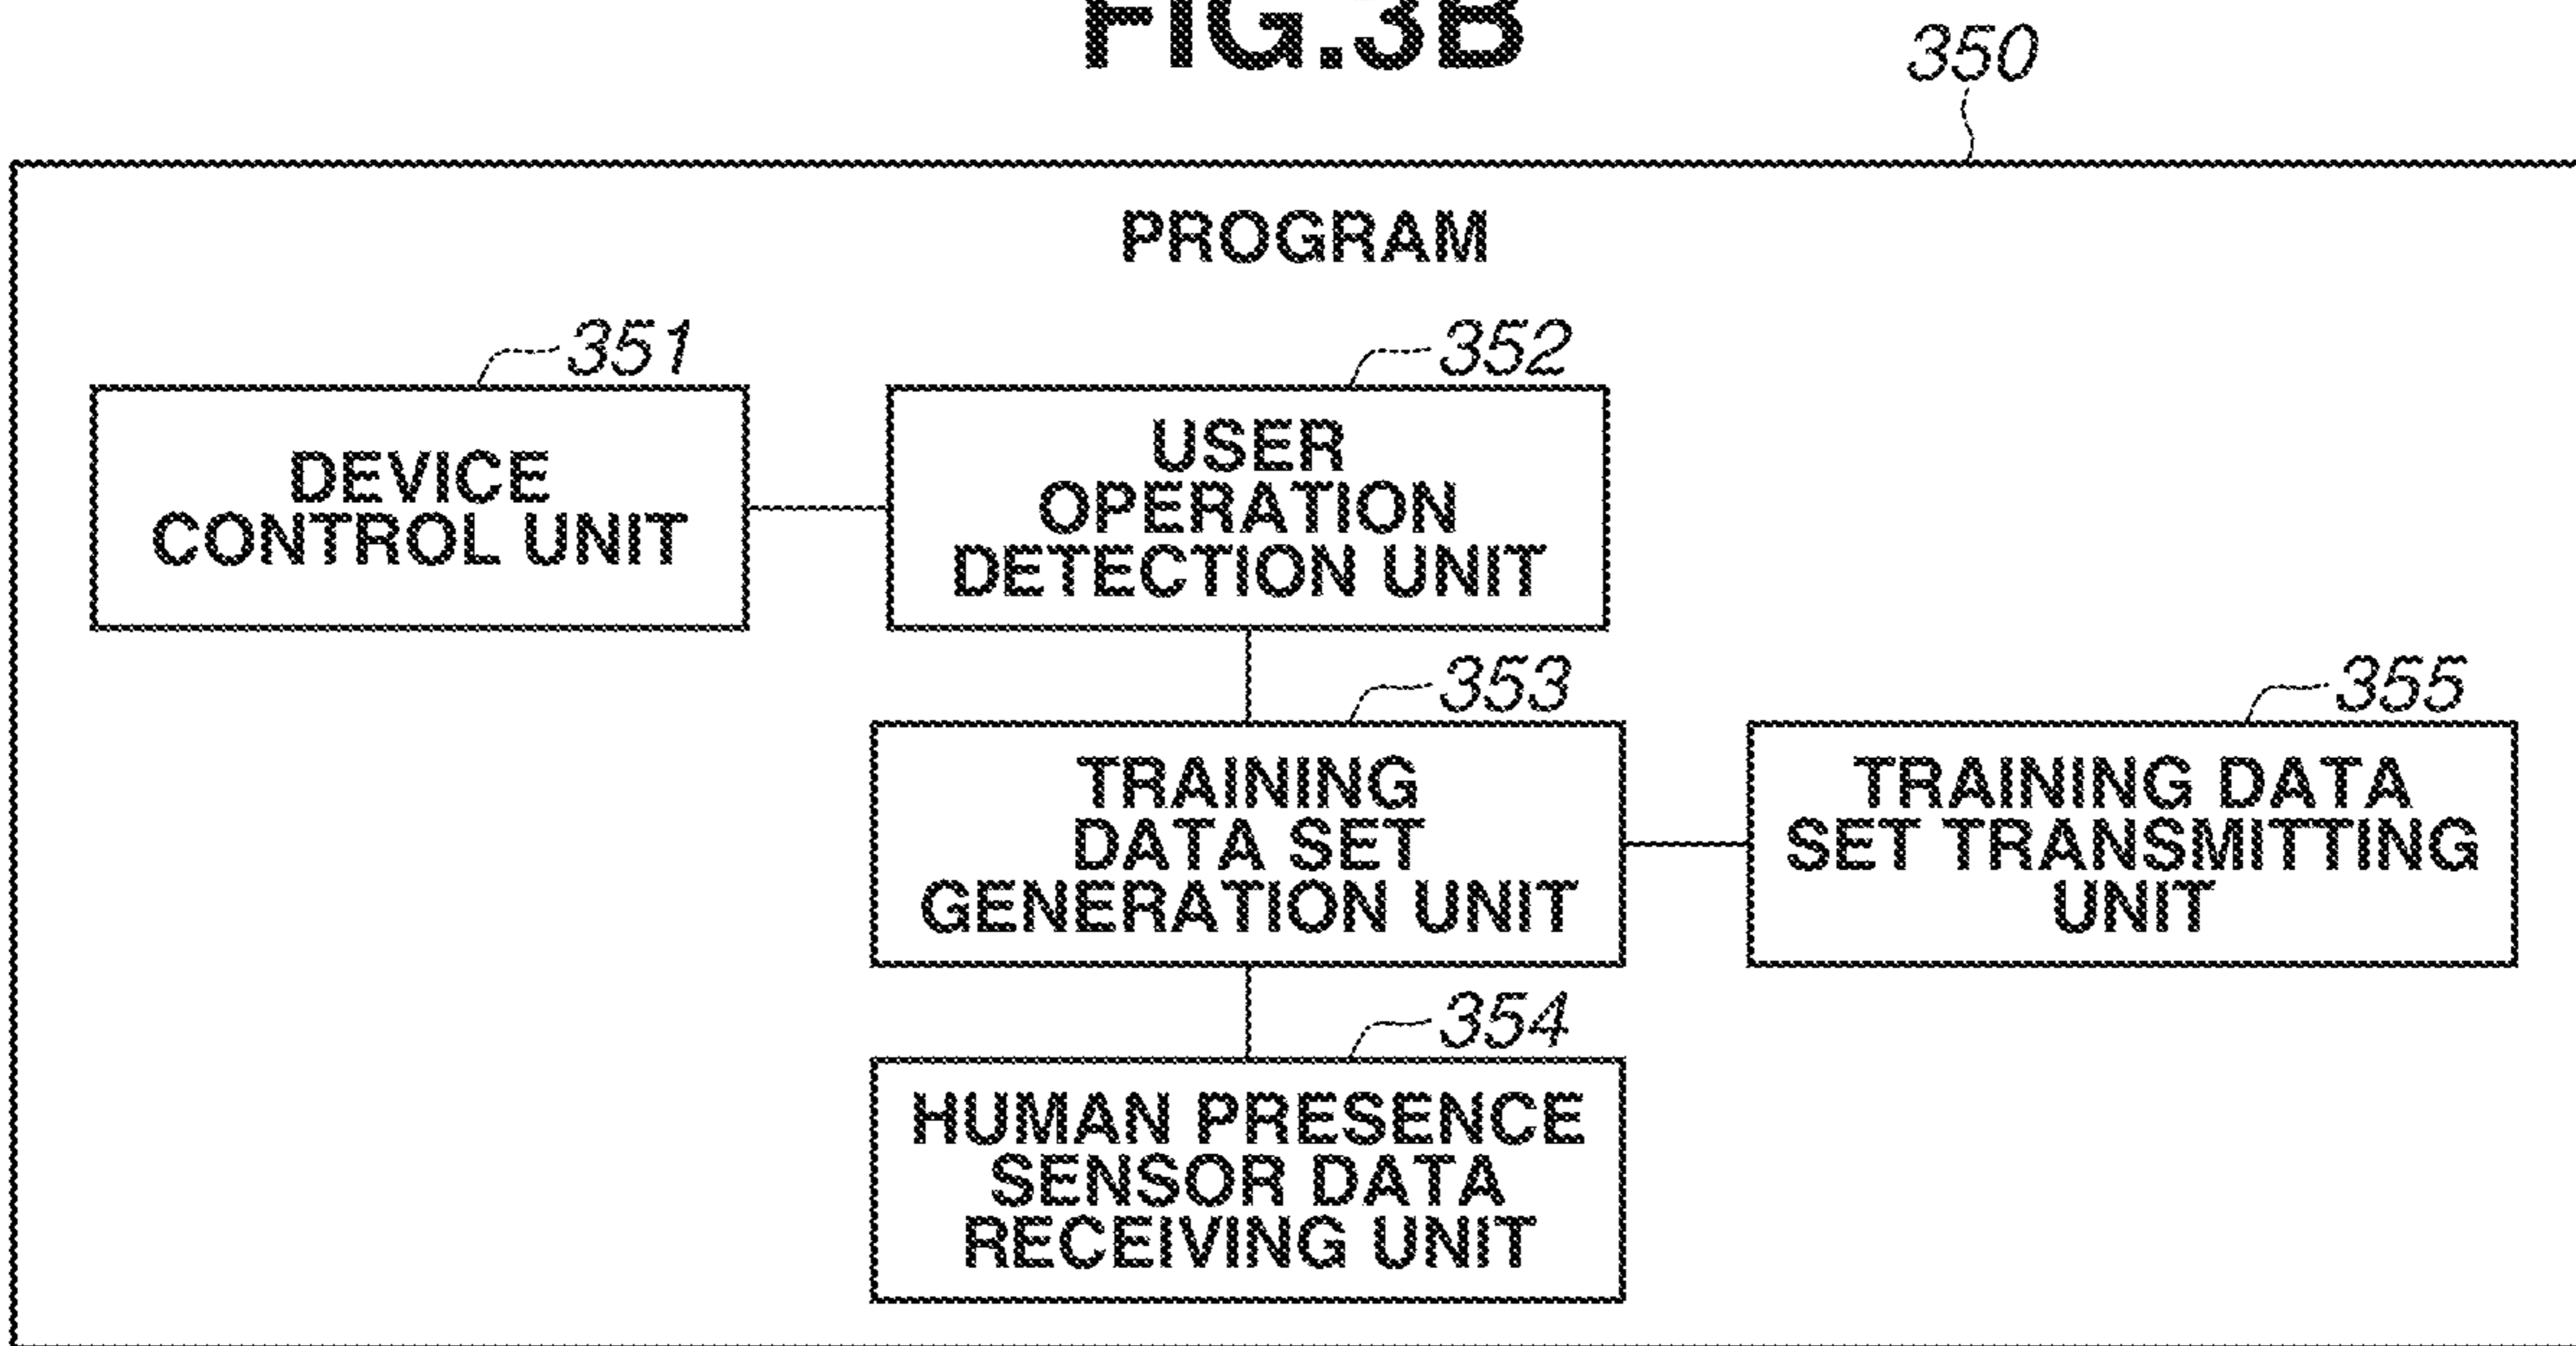 FIG.3B
350
PROGRAM
351
DEVICE
CONTROL UNIT
352
USER
OPERATION
DETECTION UNIT
353
TRAINING
DATA SET
GENERATION UNIT
355
TRAINING DATA
SET TRANSMITTING
UNIT
354
HUMAN PRESENCE
SENSOR DATA
RECEIVING UNIT